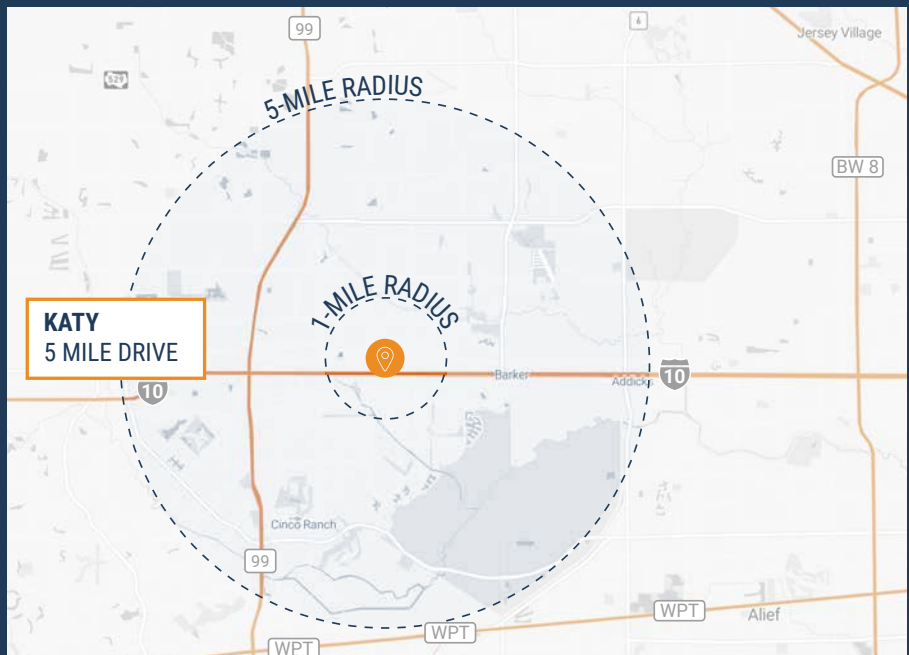 99
6
Jersey Village
529
5-MILE RADIUS
BW 8
1-MILE RADIUS
KATY
5 MILE DRIVE
10
Barker
Addicks
10
Cinco Ranch
99
WPT
Alief
WPT
WPT